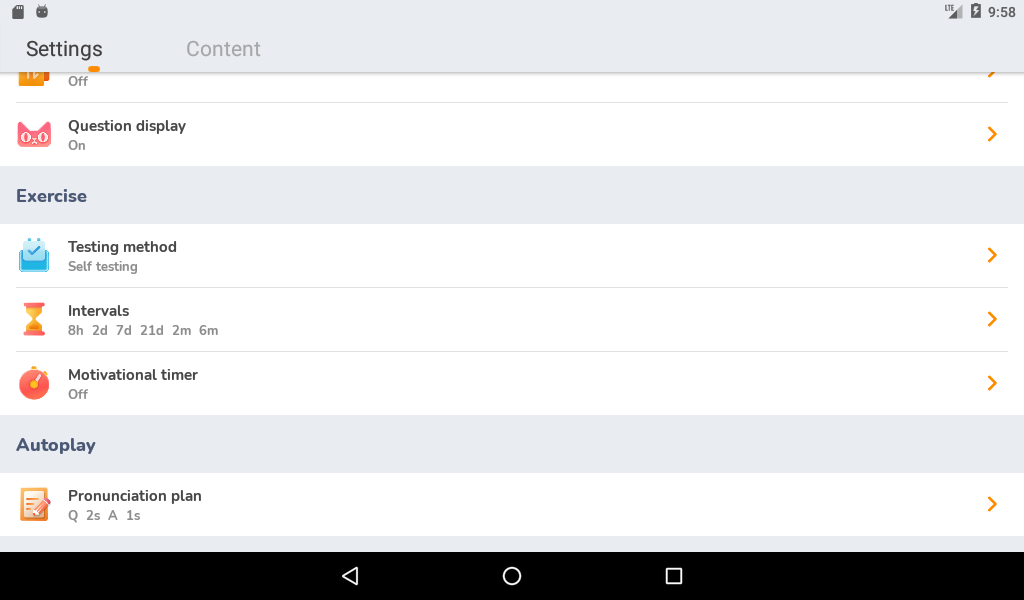 LTE 9:58
Settings Content
Off
Question display
On
Exercise
Testing method
Self testing
Intervals
8h 2d 7d 21d 2m 6m
Motivational timer
Off
Autoplay
Pronunciation plan
Q 2s A 1s